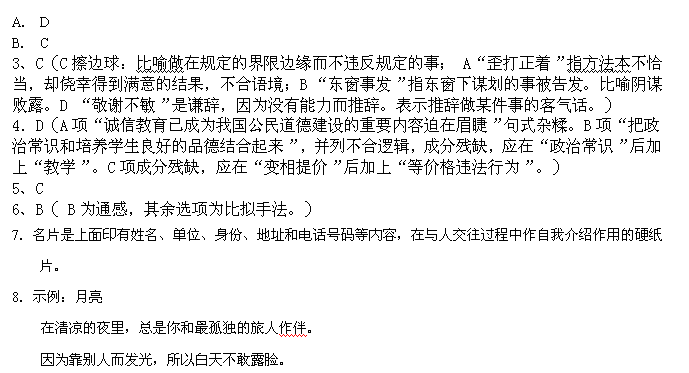 A. D
B. C
3、C（C擦边球：比喻做在规定的界限边缘而不违反规定的事； A“歪打正着”指方法本不恰
当，却侥幸得到满意的结果，不合语境；B“东窗事发”指东窗下谋划的事被告发。比喻阴谋
败露。D “敬谢不敏”是谦辞，因为没有能力而推辞。表示推辞做某件事的客气话。）
4．D（A项“诚信教育已成为我国公民道德建设的重要内容迫在眉睫”句式杂糅。B项“把政
治常识和培养学生良好的品德结合起来”，并列不合逻辑，成分残缺，应在“政治常识”后加
上“教学”。C项成分残缺，应在“变相提价”后加上“等价格违法行为”。）
5、C
6、B（ B为通感，其余选项为比拟手法。）
7．名片是上面印有姓名、单位、身份、地址和电话号码等内容，在与人交往过程中作自我介绍作用的硬纸
片。
8．示例：月亮
在清凉的夜里，总是你和最孤独的旅人作伴。
因为靠别人而发光，所以白天不敢露脸。